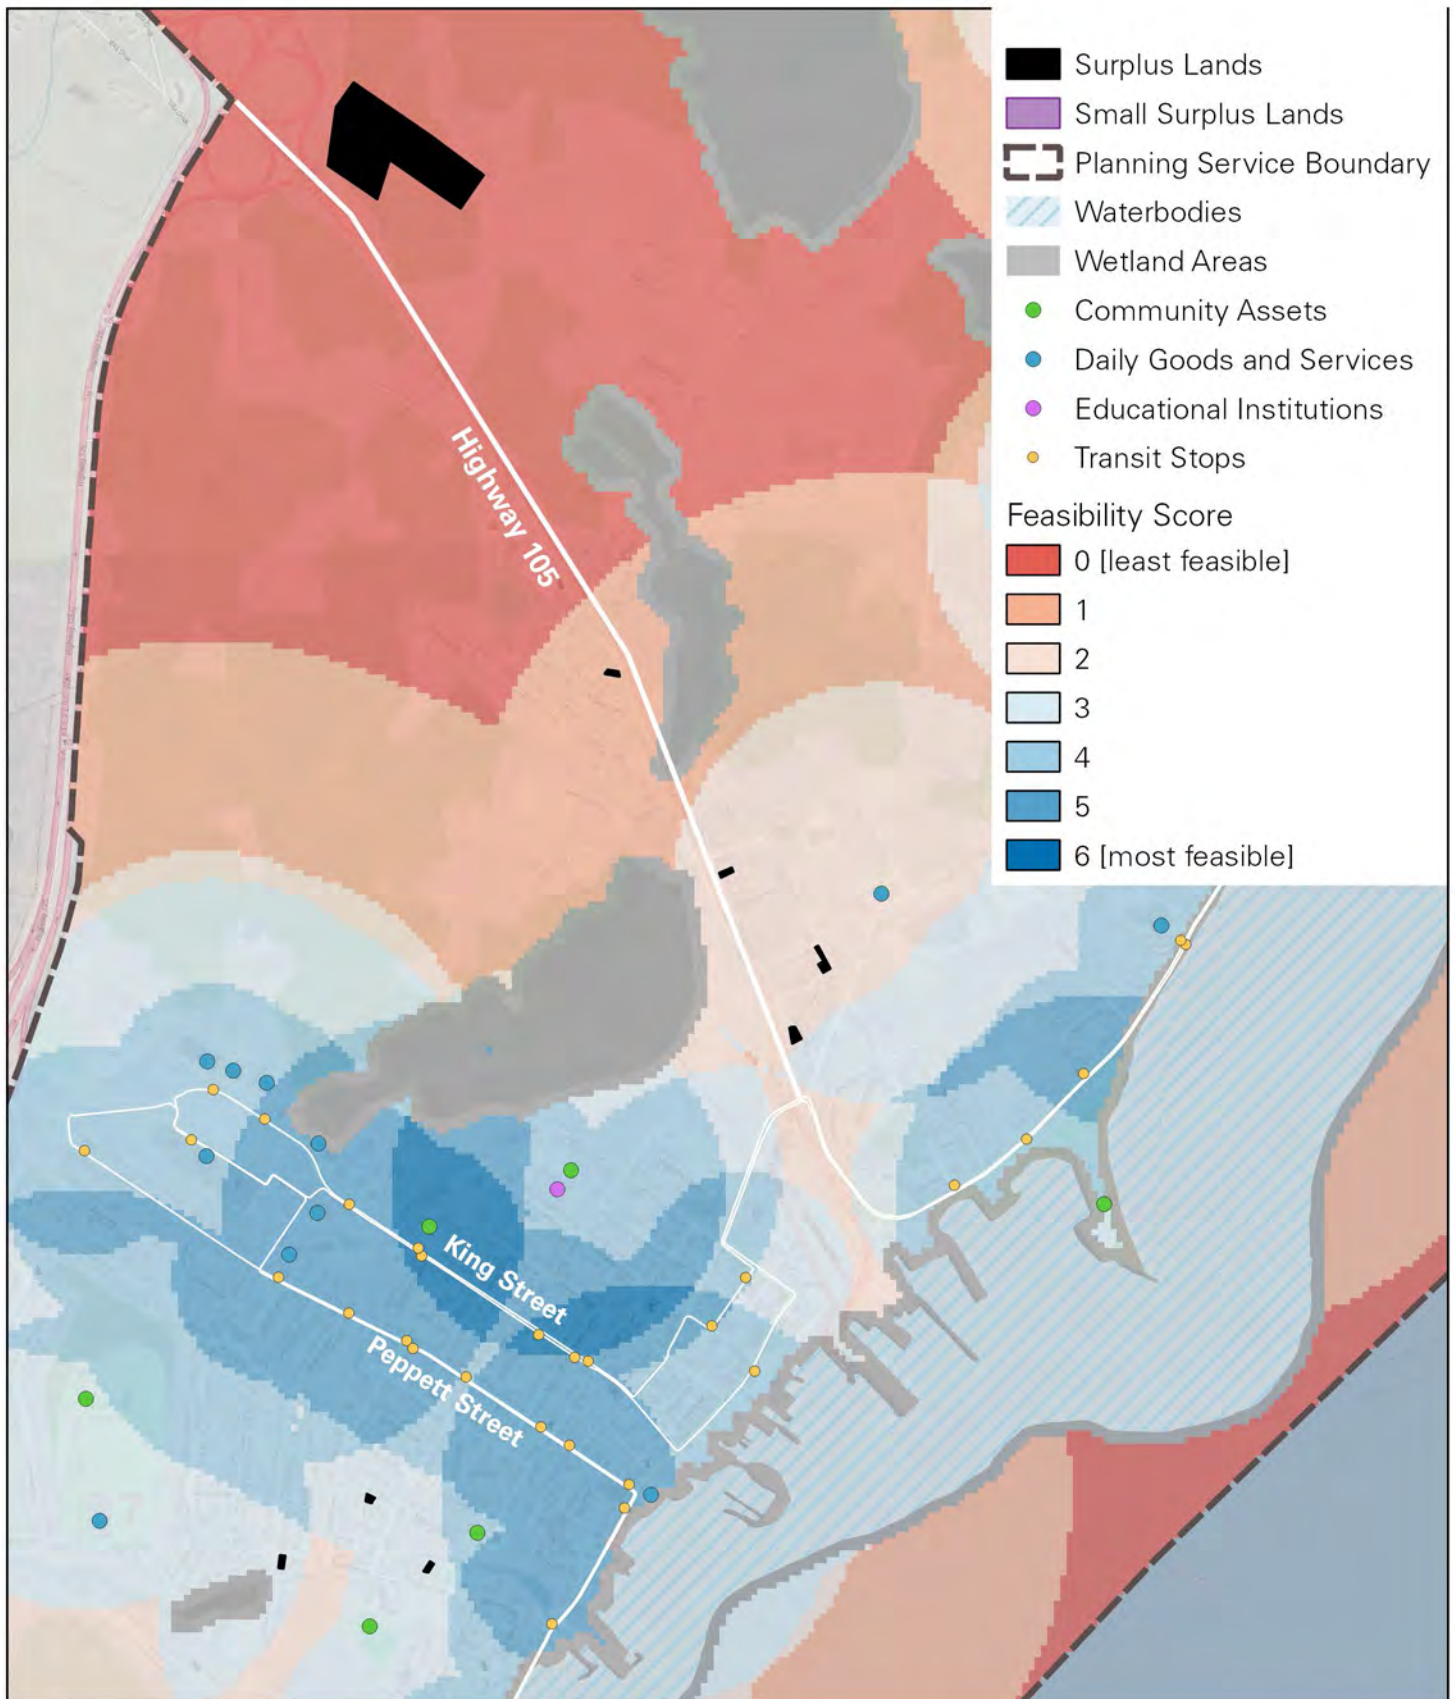 Surplus Lands
Small Surplus Lands
Planning Service Boundary
Waterbodies
Wetland Areas
Community Assets
Daily Goods and Services
Educational Institutions
Transit Stops
Feasibility Score
0 [least feasible]
1
2
3
4
5
6 [most feasible]
Highway 105
King Street
Peppett Street